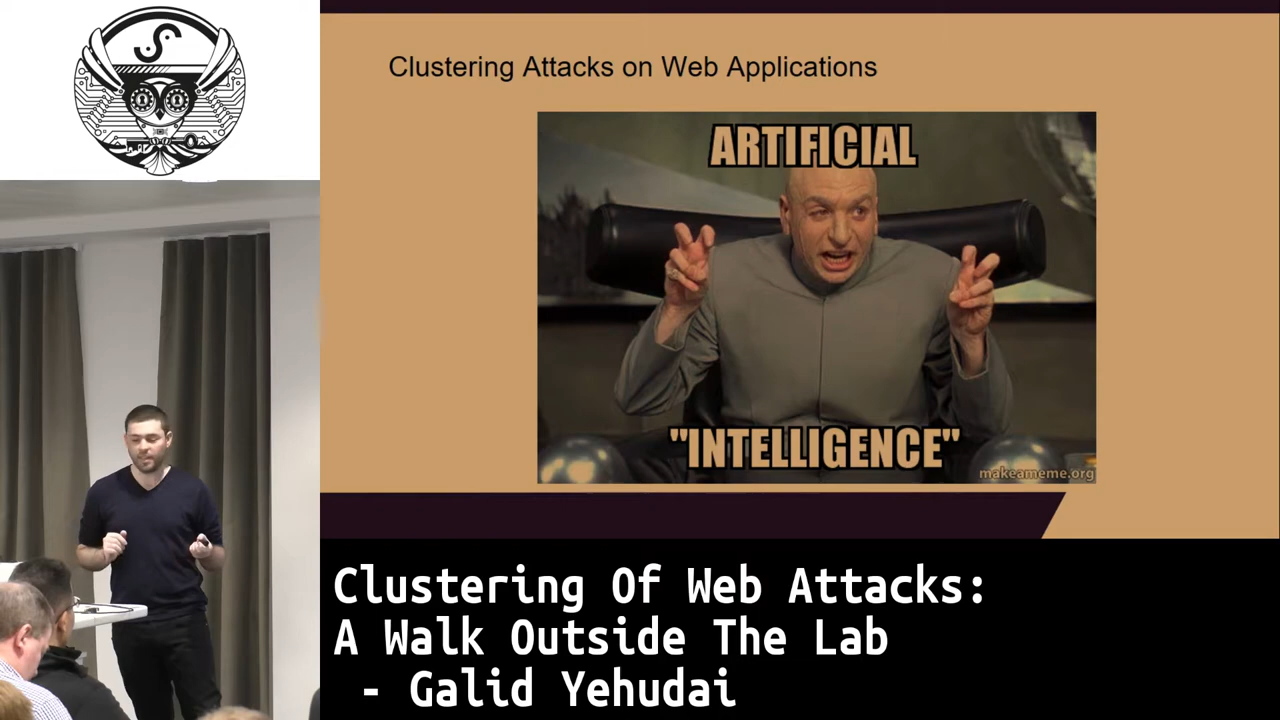 Clustering Attacks on Web Applications
ARTIFICIAL
"INTELLIGENCE"
makeameme.org
Clustering Of Web Attacks:
A Walk Outside The Lab
- Galid Yehudai